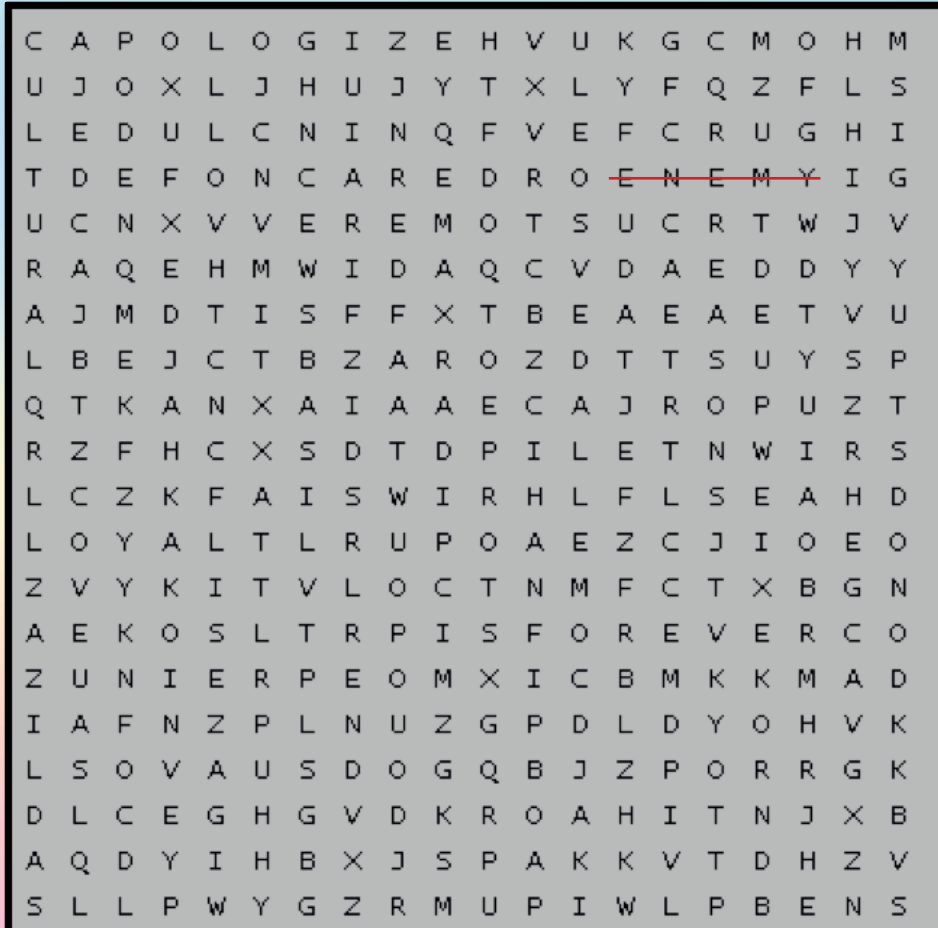 C A P O L O G I Z E H V U K G C M O H M
U J O X L J H U J Y T X L Y F Q Z F L S
L E D U L C N I N Q F V E F C R U G H I
T D E F O N C A R E D R O E N E M Y I G
U C N X V V E R E M O T S U C R T W J V
R A Q E H M W I D A Q C V D A E D D Y Y
A J M D T I S F F X T B E A E A E T V U
L B E J C T B Z A R O Z D T T S U Y S P
Q T K A N X A I A A E C A J R O P U Z T
R Z F H C X S D T D P I L E T N W I R S
L C Z K F A I S W I R H L F L S E A H D
L O Y A L T L R U P O A E Z C J I O E O
Z V Y K I T V L O C T N M F C T X B G N
A E K O S L T R P I S F O R E V E R C O
Z U N I E R P E O M X I C B M K K M A D
I A F N Z P L N U Z G P D L D Y O H V K
L S O V A U S D O G Q B J Z P O R R G K
D L C E G H G V D K R O A H I T N J X B
A Q D Y I H B X J S P A K K V T D H Z V
S L L P W Y G Z R M U P I W L P B E N S